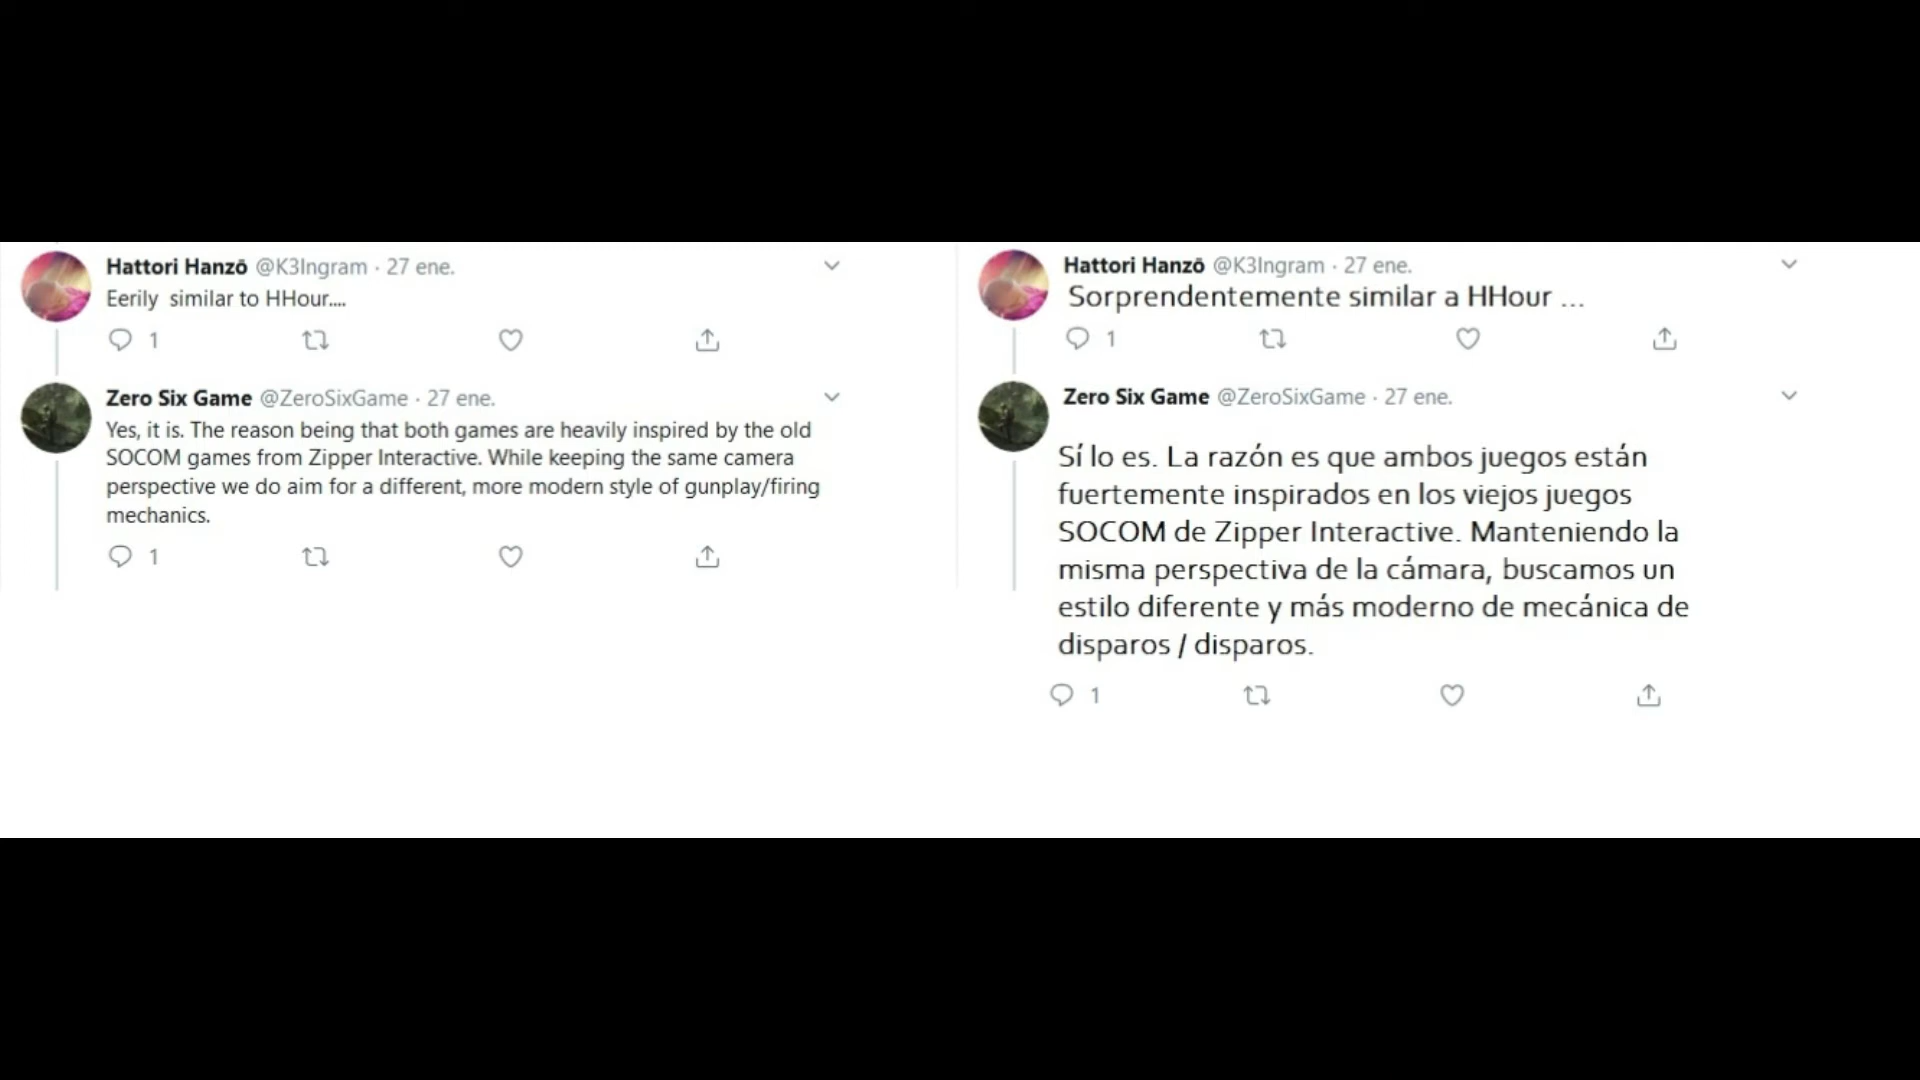 Hattori Hanzō @K3Ingram · 27 ene.
Eerily  similar to HHour....
1
Zero Six Game @ZeroSixGame · 27 ene.
Yes, it is. The reason being that both games are heavily inspired by the old
SOCOM games from Zipper Interactive. While keeping the same camera
perspective we do aim for a different, more modern style of gunplay/firing
mechanics.
1
Hattori Hanzō @K3Ingram · 27 ene.
Sorprendentemente similar a HHour ...
1
Zero Six Game @ZeroSixGame · 27 ene.
Sí lo es. La razón es que ambos juegos están
fuertemente inspirados en los viejos juegos
SOCOM de Zipper Interactive. Manteniendo la
misma perspectiva de la cámara, buscamos un
estilo diferente y más moderno de mecánica de
disparos / disparos.
1